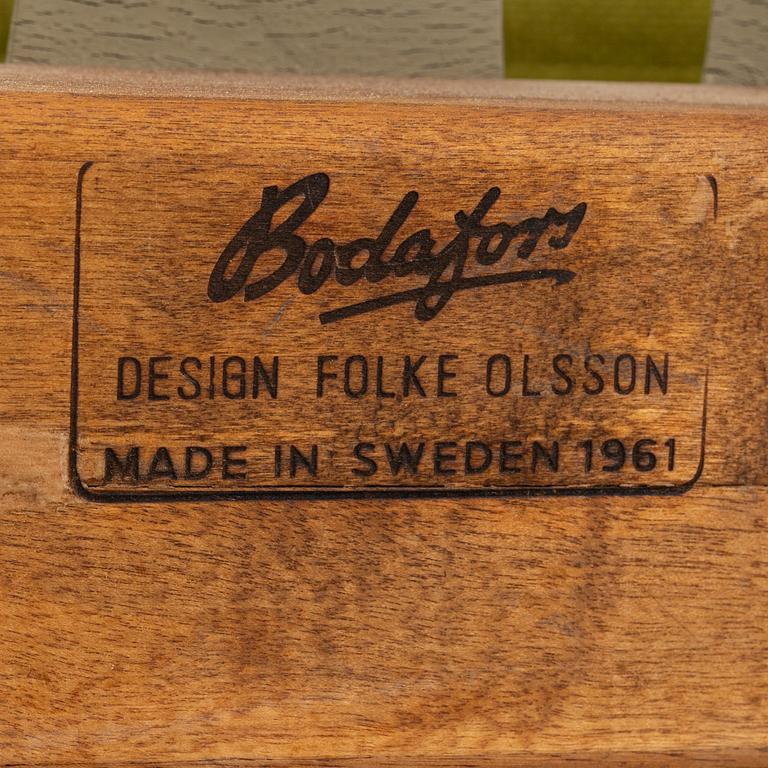 Bodafors
DESIGN FOLKE OLSSON
MADE IN SWEDEN 1961